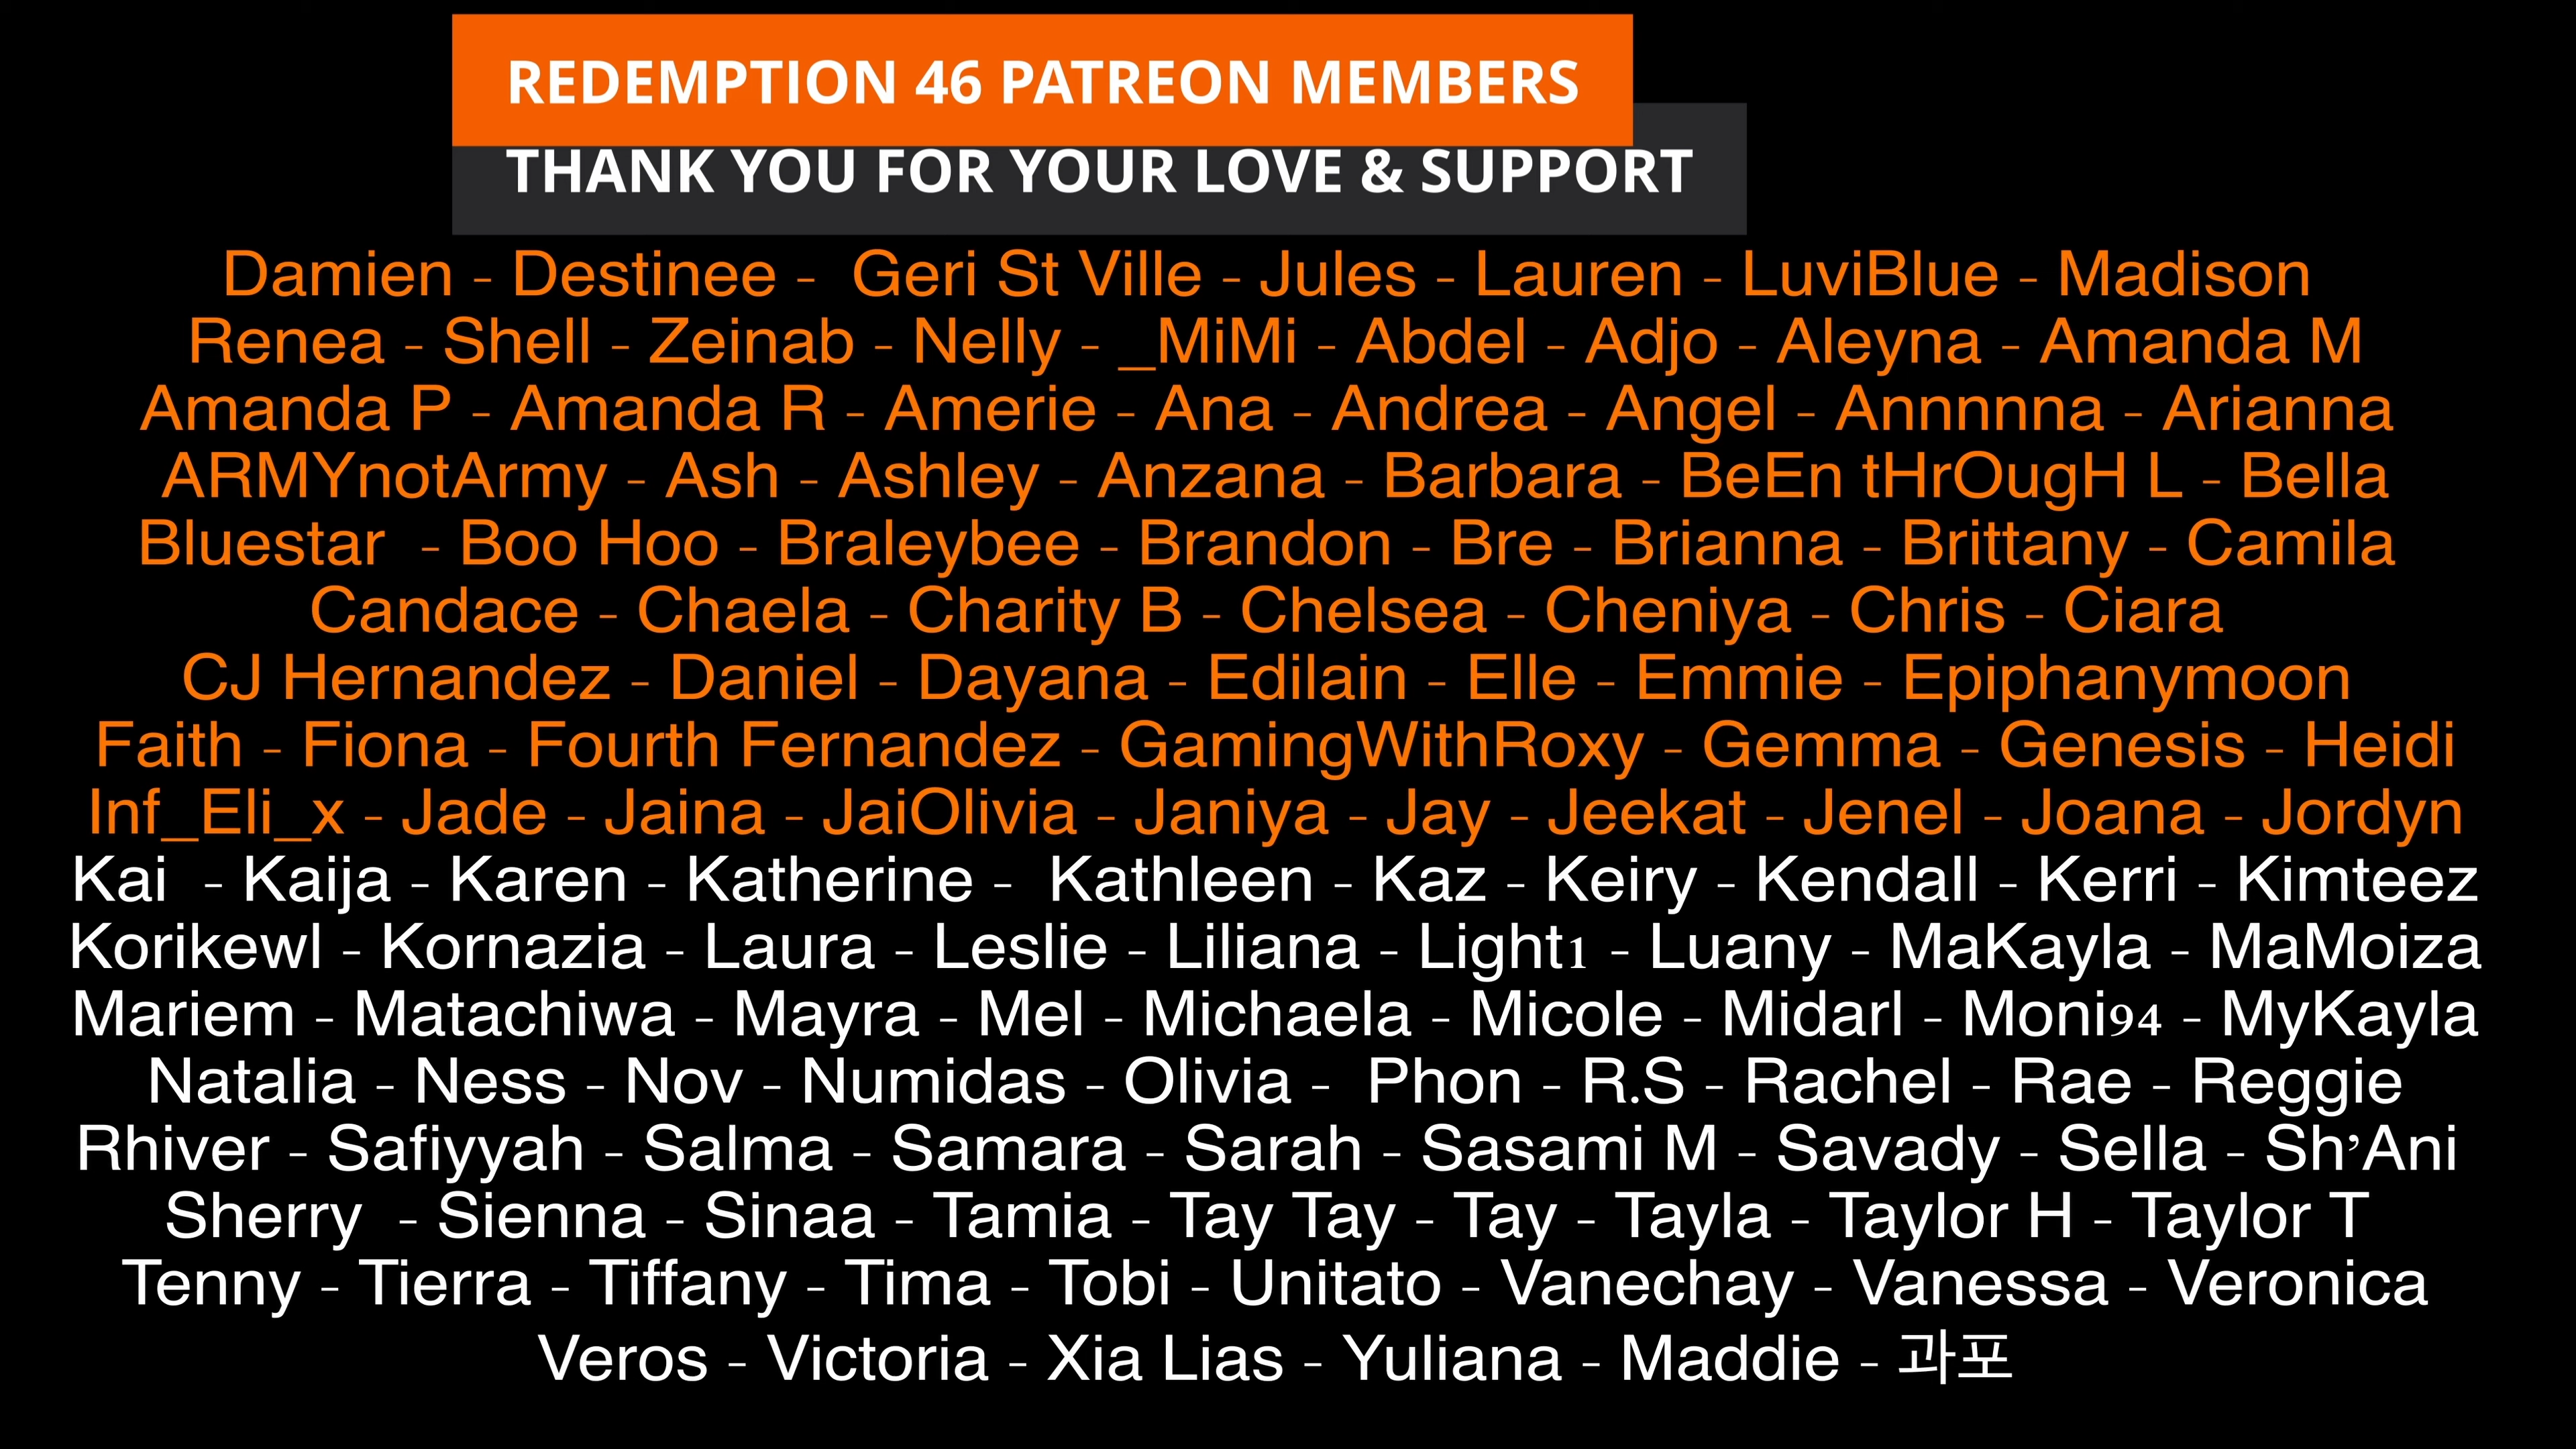 REDEMPTION 46 PATREON MEMBERS
THANK YOU FOR YOUR LOVE & SUPPORT
Damien - Destinee - Geri St Ville - Jules - Lauren - LuviBlue - Madison
Renea - Shell - Zeinab - Nelly - _MiMi - Abdel - Adjo - Aleyna - Amanda M
Amanda P - Amanda R - Amerie - Ana - Andrea - Angel - Annnnna - Arianna
ARMYnotArmy - Ash - Ashley - Anzana - Barbara - BeEn tHrOugH L - Bella
Bluestar - Boo Hoo - Braleybee - Brandon - Bre - Brianna - Brittany - Camila
Candace - Chaela - Charity B - Chelsea - Cheniya - Chris - Ciara
CJ Hernandez - Daniel - Dayana - Edilain - Elle - Emmie - Epiphanymoon
Faith - Fiona - Fourth Fernandez - GamingWithRoxy - Gemma - Genesis - Heidi
Inf_Eli_x - Jade - Jaina - JaiOlivia - Janiya - Jay - Jeekat - Jenel - Joana - Jordyn
Kai - Kaija - Karen - Katherine - Kathleen - Kaz - Keiry - Kendall - Kerri - Kimteez
Korikewl - Kornazia - Laura - Leslie - Liliana - Light1 - Luany - MaKayla - MaMoiza
Mariem - Matachiwa - Mayra - Mel - Michaela - Micole - Midarl - Moni94 - MyKayla
Natalia - Ness - Nov - Numidas - Olivia - Phon - R.S - Rachel - Rae - Reggie
Rhiver - Safiyyah - Salma - Samara - Sarah - Sasami M - Savady - Sella - Sh’Ani
Sherry - Sienna - Sinaa - Tamia - Tay Tay - Tay - Tayla - Taylor H - Taylor T
Tenny - Tierra - Tiffany - Tima - Tobi - Unitato - Vanechay - Vanessa - Veronica
Veros - Victoria - Xia Lias - Yuliana - Maddie - 과포